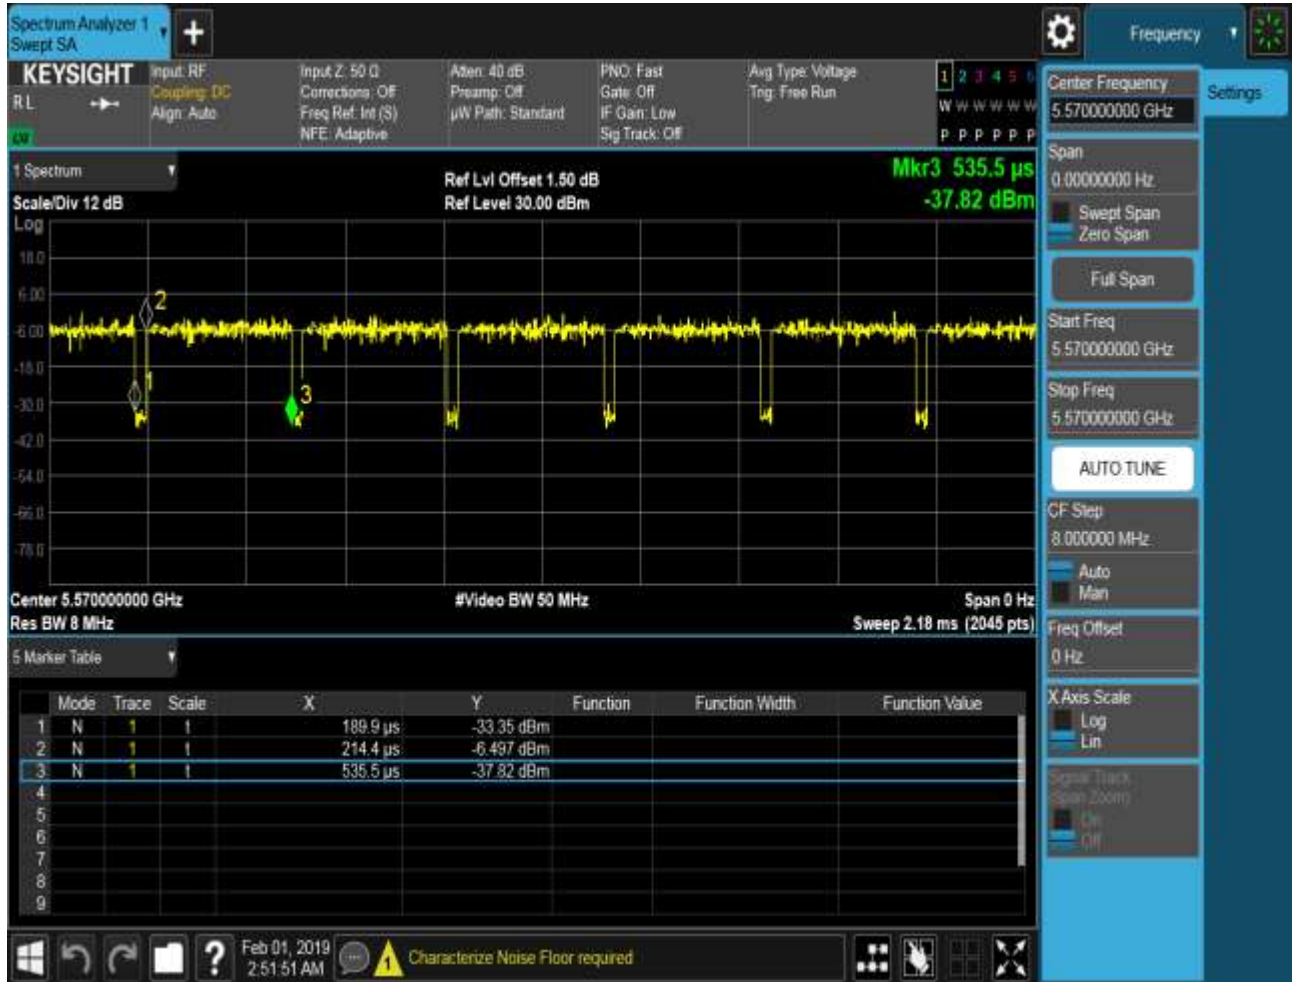 Spectrum Analyzer 1
Swept SA
Frequency
KEYSIGHT
R L
Input: RF
Coupling: DC
Align: Auto
Input Z: 50 Ω
Corrections: Off
Freq Ref: Int (S)
NFE: Adaptive
Atten: 40 dB
Preamp: Off
µW Path: Standard
PNO: Fast
Gate: Off
IF Gain: Low
Sig Track: Off
Avg Type: Voltage
Trig: Free Run
1 2 3 4 5 6
W W W W W W
P P P P P P
1 Spectrum
Scale/Div 12 dB
Ref Lvl Offset 1.50 dB
Ref Level 30.00 dBm
Mkr3 535.5 µs
-37.82 dBm
Log
18.0
6.00
-6.00
-18.0
-30.0
-42.0
-54.0
-66.0
-78.0
2
1
3
Center 5.570000000 GHz
Res BW 8 MHz
#Video BW 50 MHz
Span 0 Hz
Sweep 2.18 ms (2045 pts)
5 Marker Table
Mode Trace Scale X Y Function Function Width Function Value
1 N 1 t 189.9 µs -33.35 dBm
2 N 1 t 214.4 µs -6.497 dBm
3 N 1 t 535.5 µs -37.82 dBm
4
5
6
7
8
9
Feb 01, 2019
2:51:51 AM
1
Characterize Noise Floor required
Center Frequency
5.570000000 GHz
Settings
Span
0.00000000 Hz
Swept Span
Zero Span
Full Span
Start Freq
5.570000000 GHz
Stop Freq
5.570000000 GHz
AUTO TUNE
CF Step
8.000000 MHz
Auto
Man
Freq Offset
0 Hz
X Axis Scale
Log
Lin
Signal Track
(Span Zoom)
On
Off